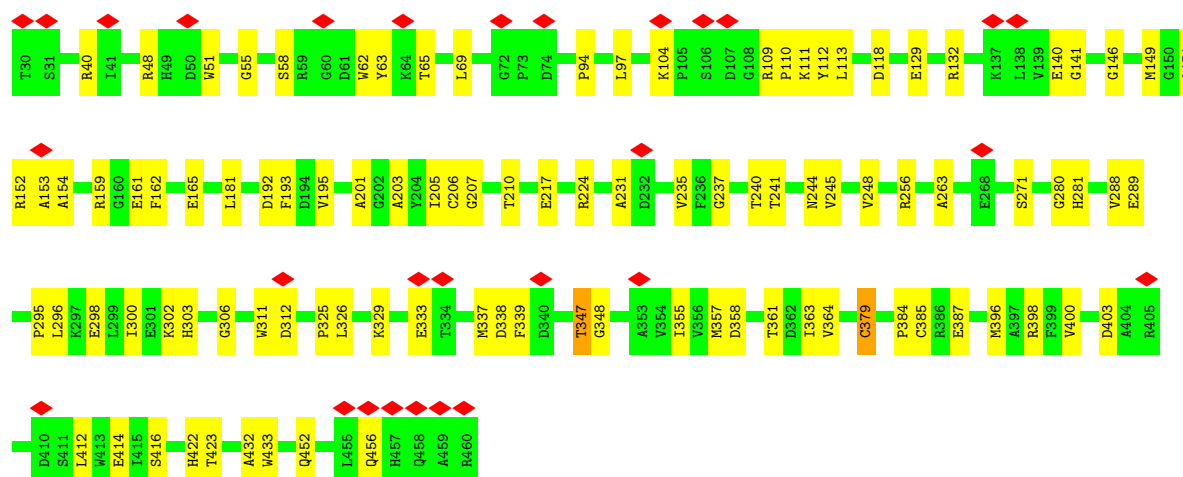 T30 S31 R40 I41 R48 H49 D50 W51 G55 S58 R59 G60 D61 W62 Y63 K64 T65 L69 G72 P73 D74 P94 L97 K104 P105 S106 D107 G108 R109 P110 K111 Y112 L113 D118 E129 R132 K137 L138 V139 E140 G141 G146 M149 G150
R152 A153 A154 R159 G160 E161 F162 E165 L181 D192 F193 D194 V195 A201 G202 A203 Y204 I205 C206 G207 T210 E217 R224 A231 D232 V235 F236 G237 T240 T241 N244 V245 V248 R256 A263 E268 S271 G280 H281 V288 E289
P295 L296 K297 E298 L299 I300 E301 K302 H303 G306 W311 D312 P325 L326 K329 E333 T334 M337 D338 F339 D340 T347 G348 A353 V354 I355 V356 M357 D358 T361 D362 I363 V364 C379 P384 C385 R386 E387 M396 A397 R398 F399 V400 D403 A404 R405
D410 S411 L412 W413 E414 I415 S416 H422 T423 A432 W433 Q452 L455 Q456 H457 Q458 A459 R460